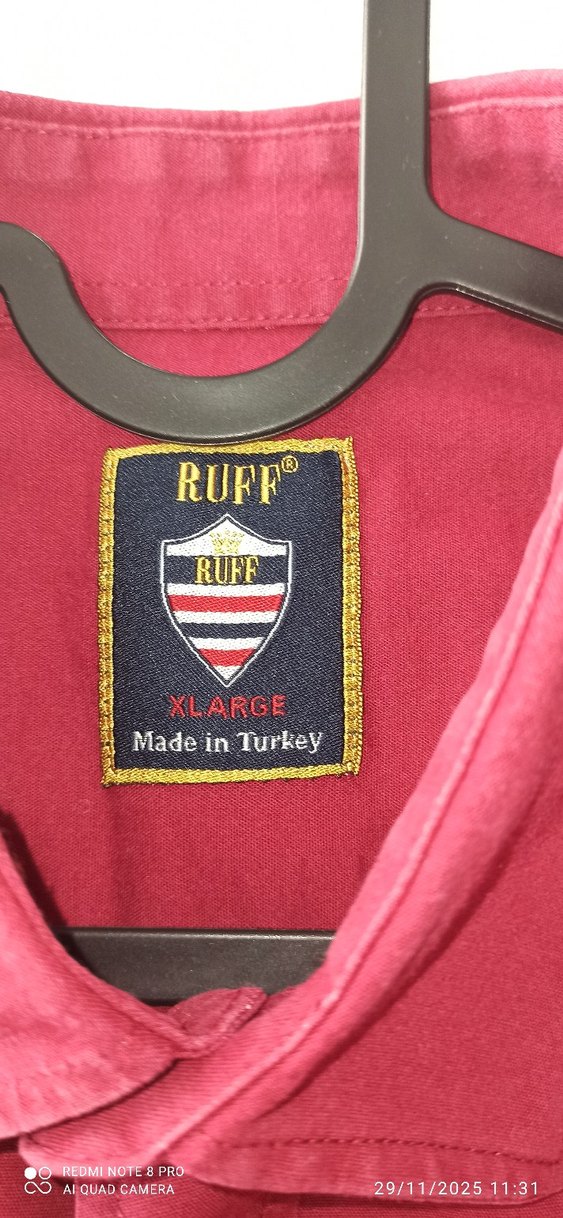 RUFF®
RUFF
XLARGE
Made in Turkey
REDMI NOTE 8 PRO
AI QUAD CAMERA
29/11/2025 11:31